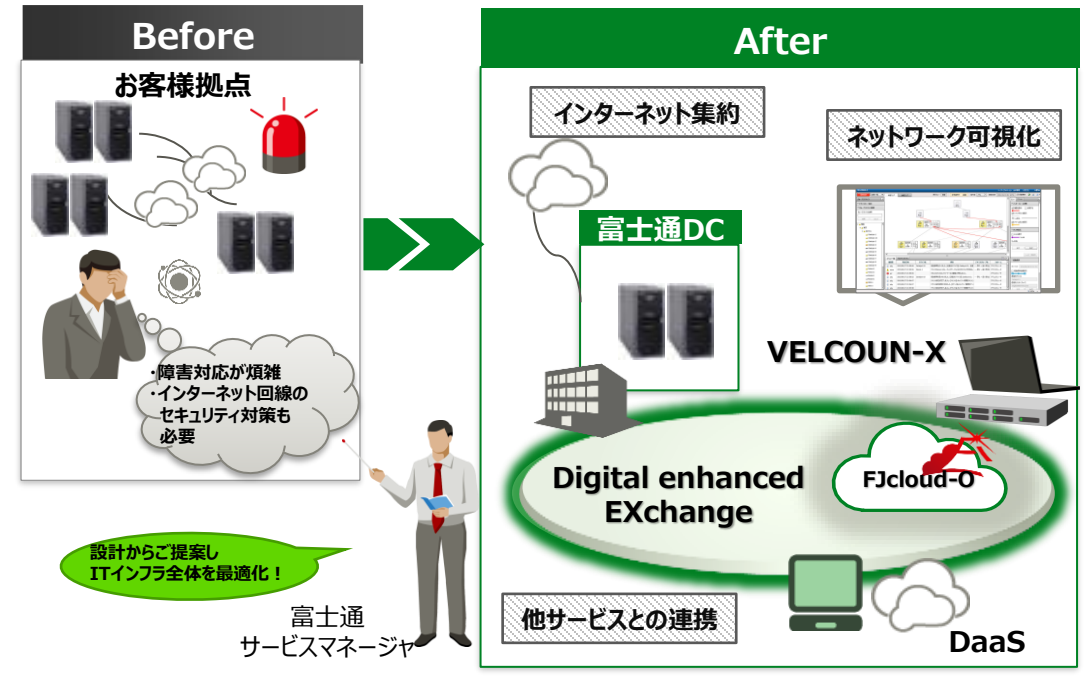 Before
お客様拠点
・障害対応が煩雑
・インターネット回線の
セキュリティ対策も
必要
設計からご提案し
ITインフラ全体を最適化！
富士通
サービスマネージャ
After
インターネット集約
ネットワーク可視化
富士通DC
VELCOUN-X
Digital enhanced
EXchange
FJcloud-O
他サービスとの連携
DaaS